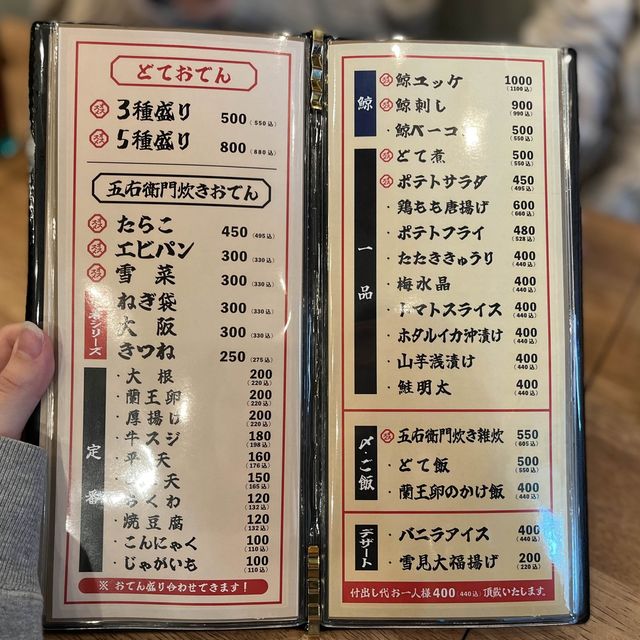 どておでん
3種盛り 500(550込)
5種盛り 800(880込)
五右衛門炊きおでん
たらこ 450(495込)
エビパン 300(330込)
雪菜 300(330込)
ねぎ袋 300(330込)
大阪 300(330込)
きつね 250(275込)
シリーズ
定番
・大根 200(220込)
・蘭王卵 200(220込)
・厚揚げ 200(220込)
・牛スジ 180(198込)
・平天 160(176込)
天 150(165込)
くわ 120(132込)
・焼豆腐 120(132込)
・こんにゃく 100(110込)
・じゃがいも 100(110込)
※ おでん盛り合わせできます!
鯨
鯨ユッケ 1000(1100込)
鯨刺し 900(990込)
・鯨ベーコン 500(550込)
一品
どて煮 500(550込)
ポテトサラダ 450(495込)
・鶏もも唐揚げ 600(660込)
・ポテトフライ 480(528込)
・たたききゅうり 400(440込)
・梅水晶 400(440込)
・トマトスライス 400(440込)
・ホタルイカ沖漬け 400(440込)
・山芋浅漬け 400(440込)
・鮭明太 400(440込)
〆・ご飯
五右衛門炊き雑炊 550(605込)
・どて飯 500(550込)
・蘭王卵のかけ飯 400(440込)
デザート
・バニラアイス 400(440込)
・雪見大福揚げ 200(220込)
付出し代お一人様400(440込)頂戴いたします。